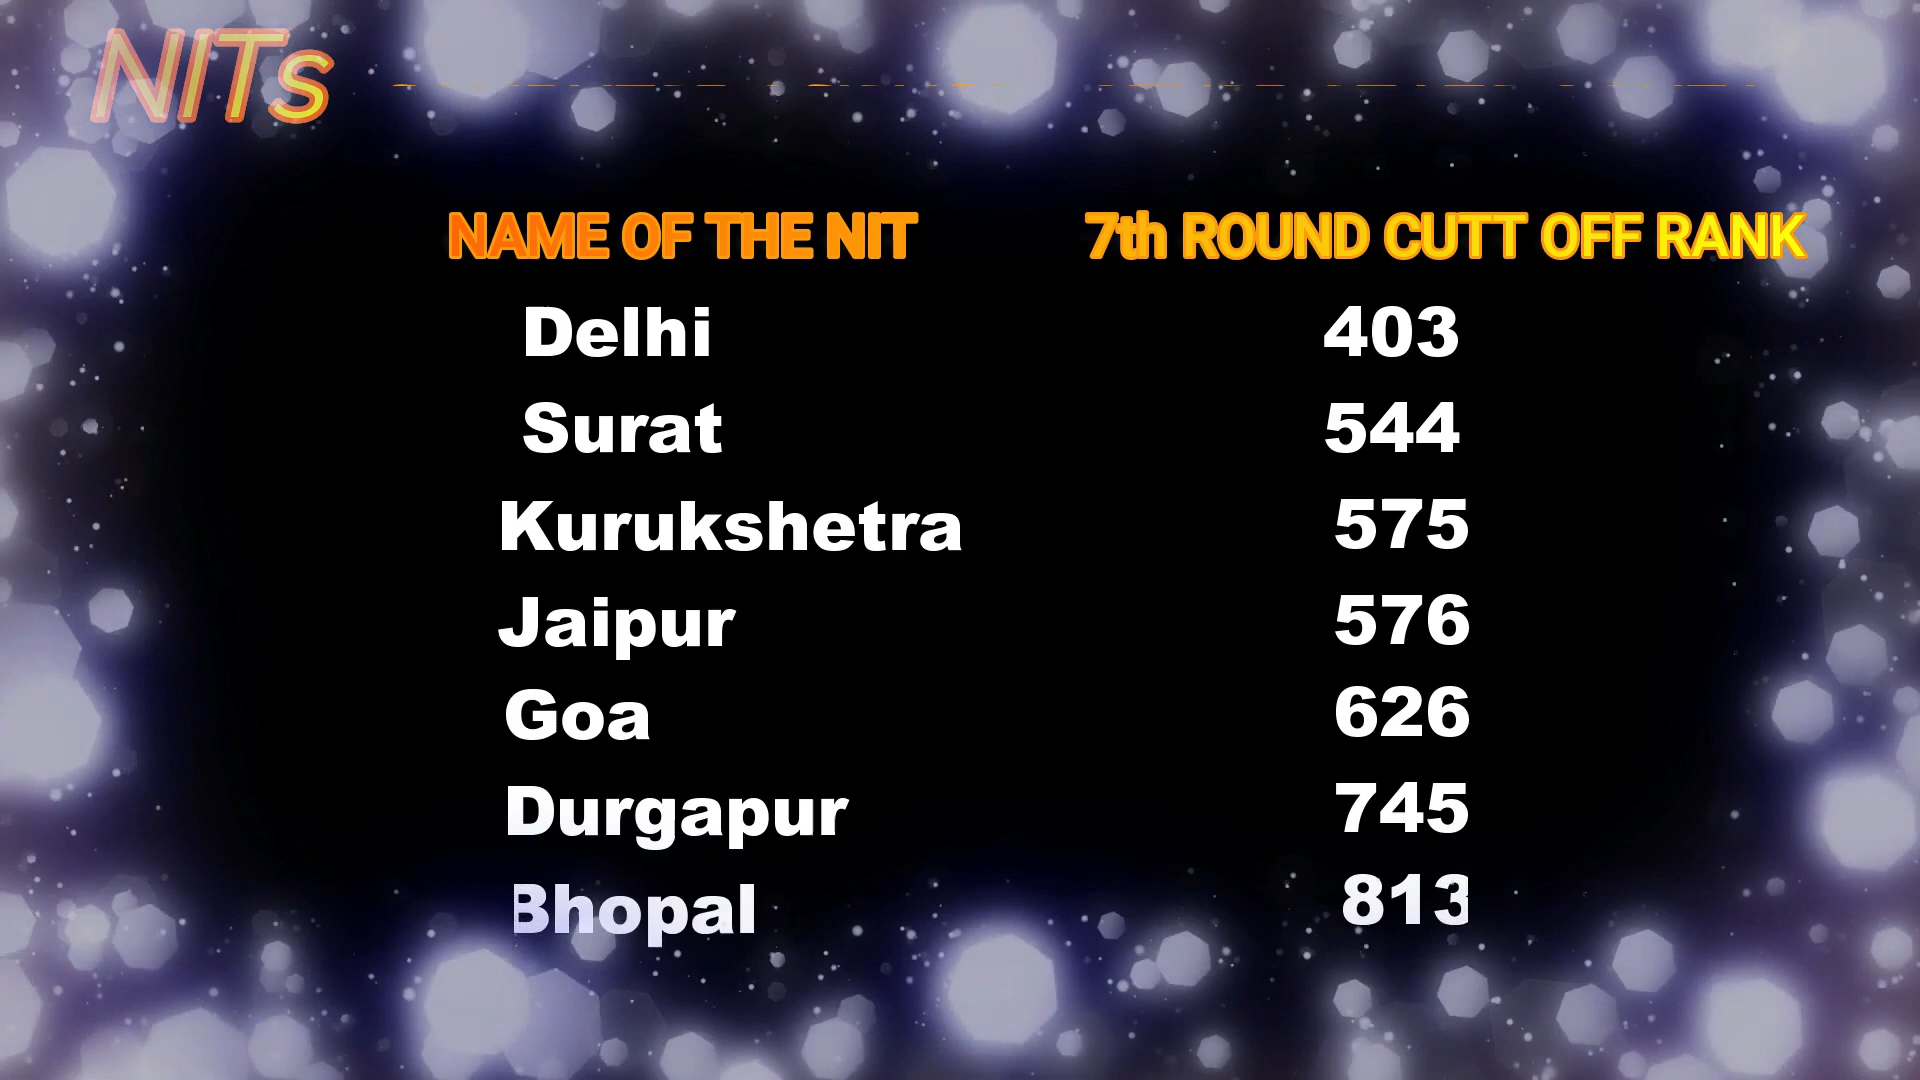 NITs
NAME OF THE NIT 7th ROUND CUTT OFF RANK
Delhi 403
Surat 544
Kurukshetra 575
Jaipur 576
Goa 626
Durgapur 745
Bhopal 813